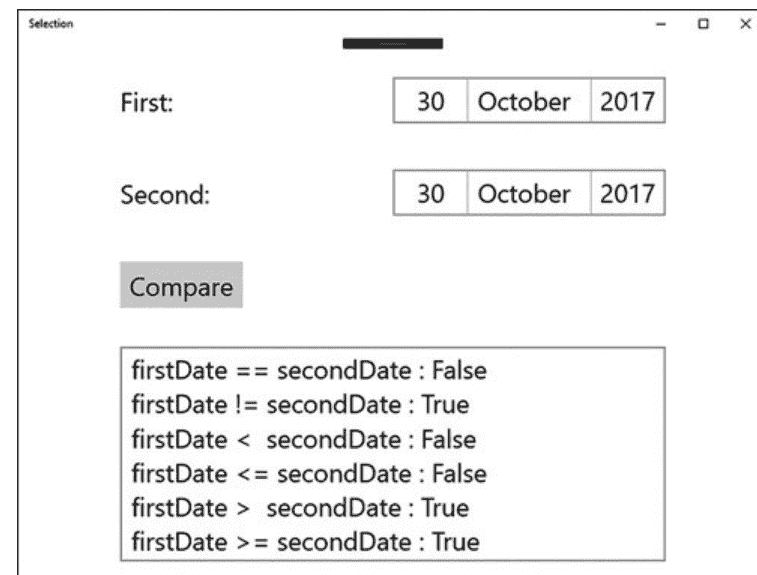 Selection
First: 30 October 2017
Second: 30 October 2017
Compare
firstDate == secondDate : False
firstDate != secondDate : True
firstDate <  secondDate : False
firstDate <= secondDate : False
firstDate >  secondDate : True
firstDate >= secondDate : True